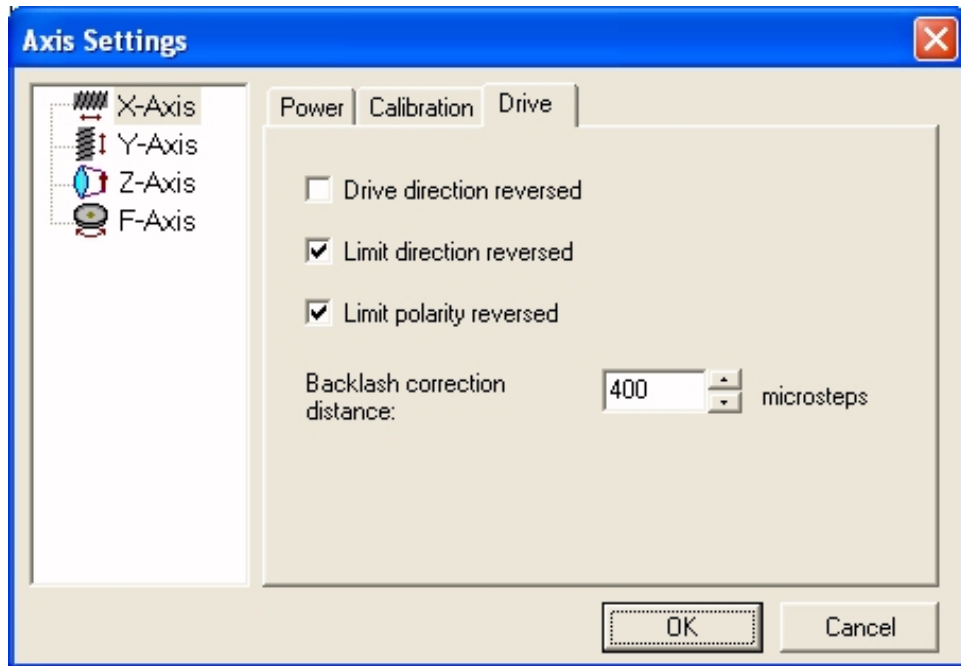 Axis Settings
X-Axis
Y-Axis
Z-Axis
F-Axis
Power
Calibration
Drive
Drive direction reversed
Limit direction reversed
Limit polarity reversed
Backlash correction
distance:
400
microsteps
OK
Cancel